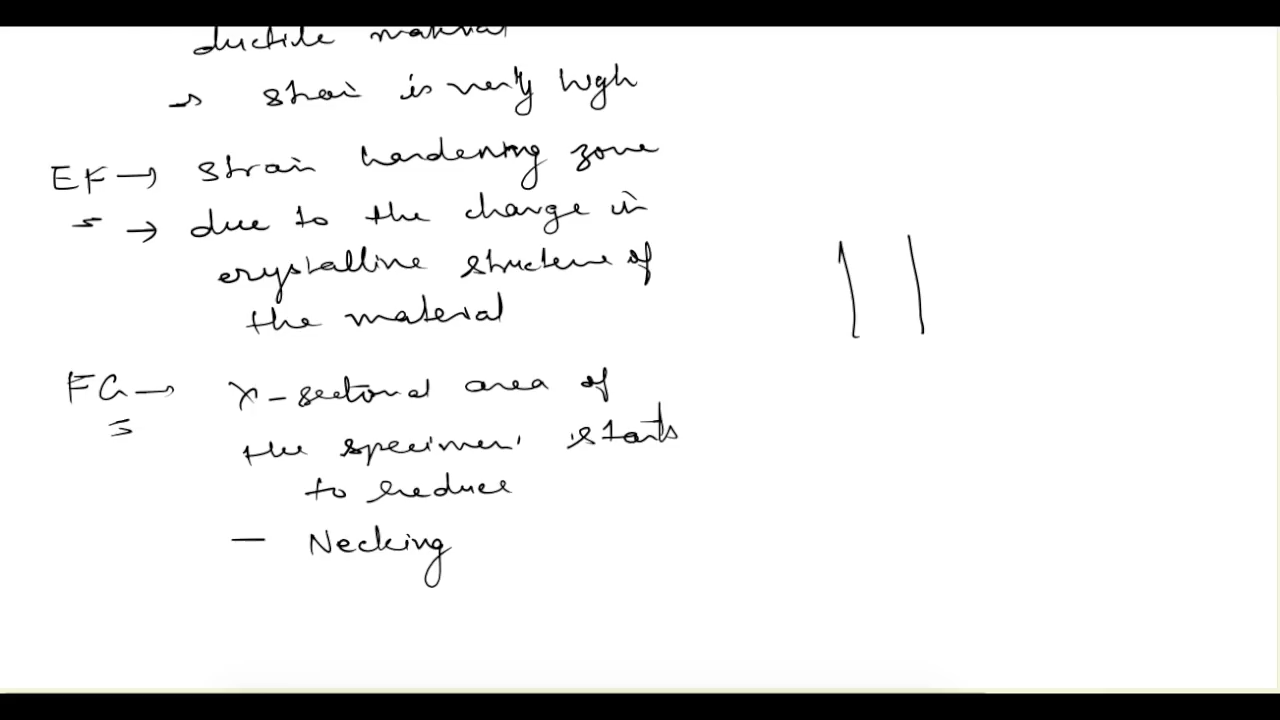 ductile material
→ strain is very high
EF → strain hardening zone
→ due to the change in
crystalline structure of
the material
FG → x-sectional area of
the specimen starts
to reduce
- Necking